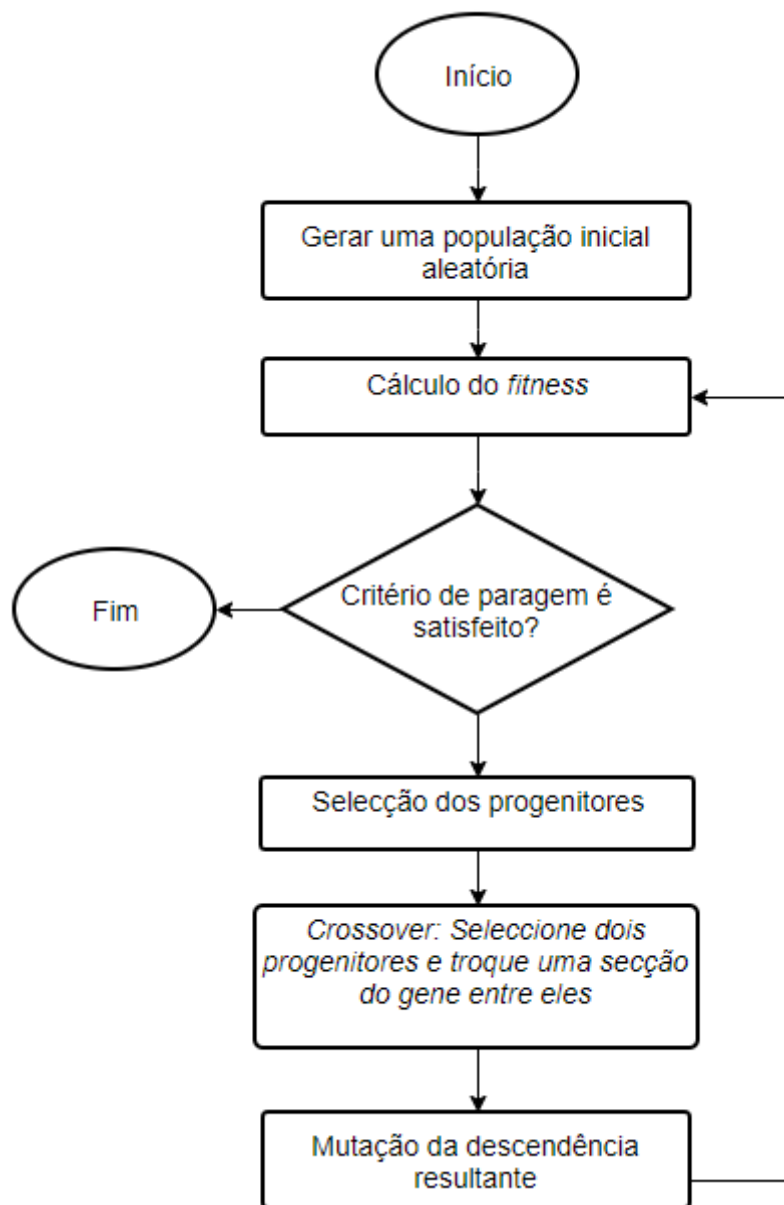 Início
Gerar uma população inicial
aleatória
Cálculo do fitness
Critério de paragem é
satisfeito?
Fim
Selecção dos progenitores
Crossover: Seleccione dois
progenitores e troque uma secção
do gene entre eles
Mutação da descendência
resultante